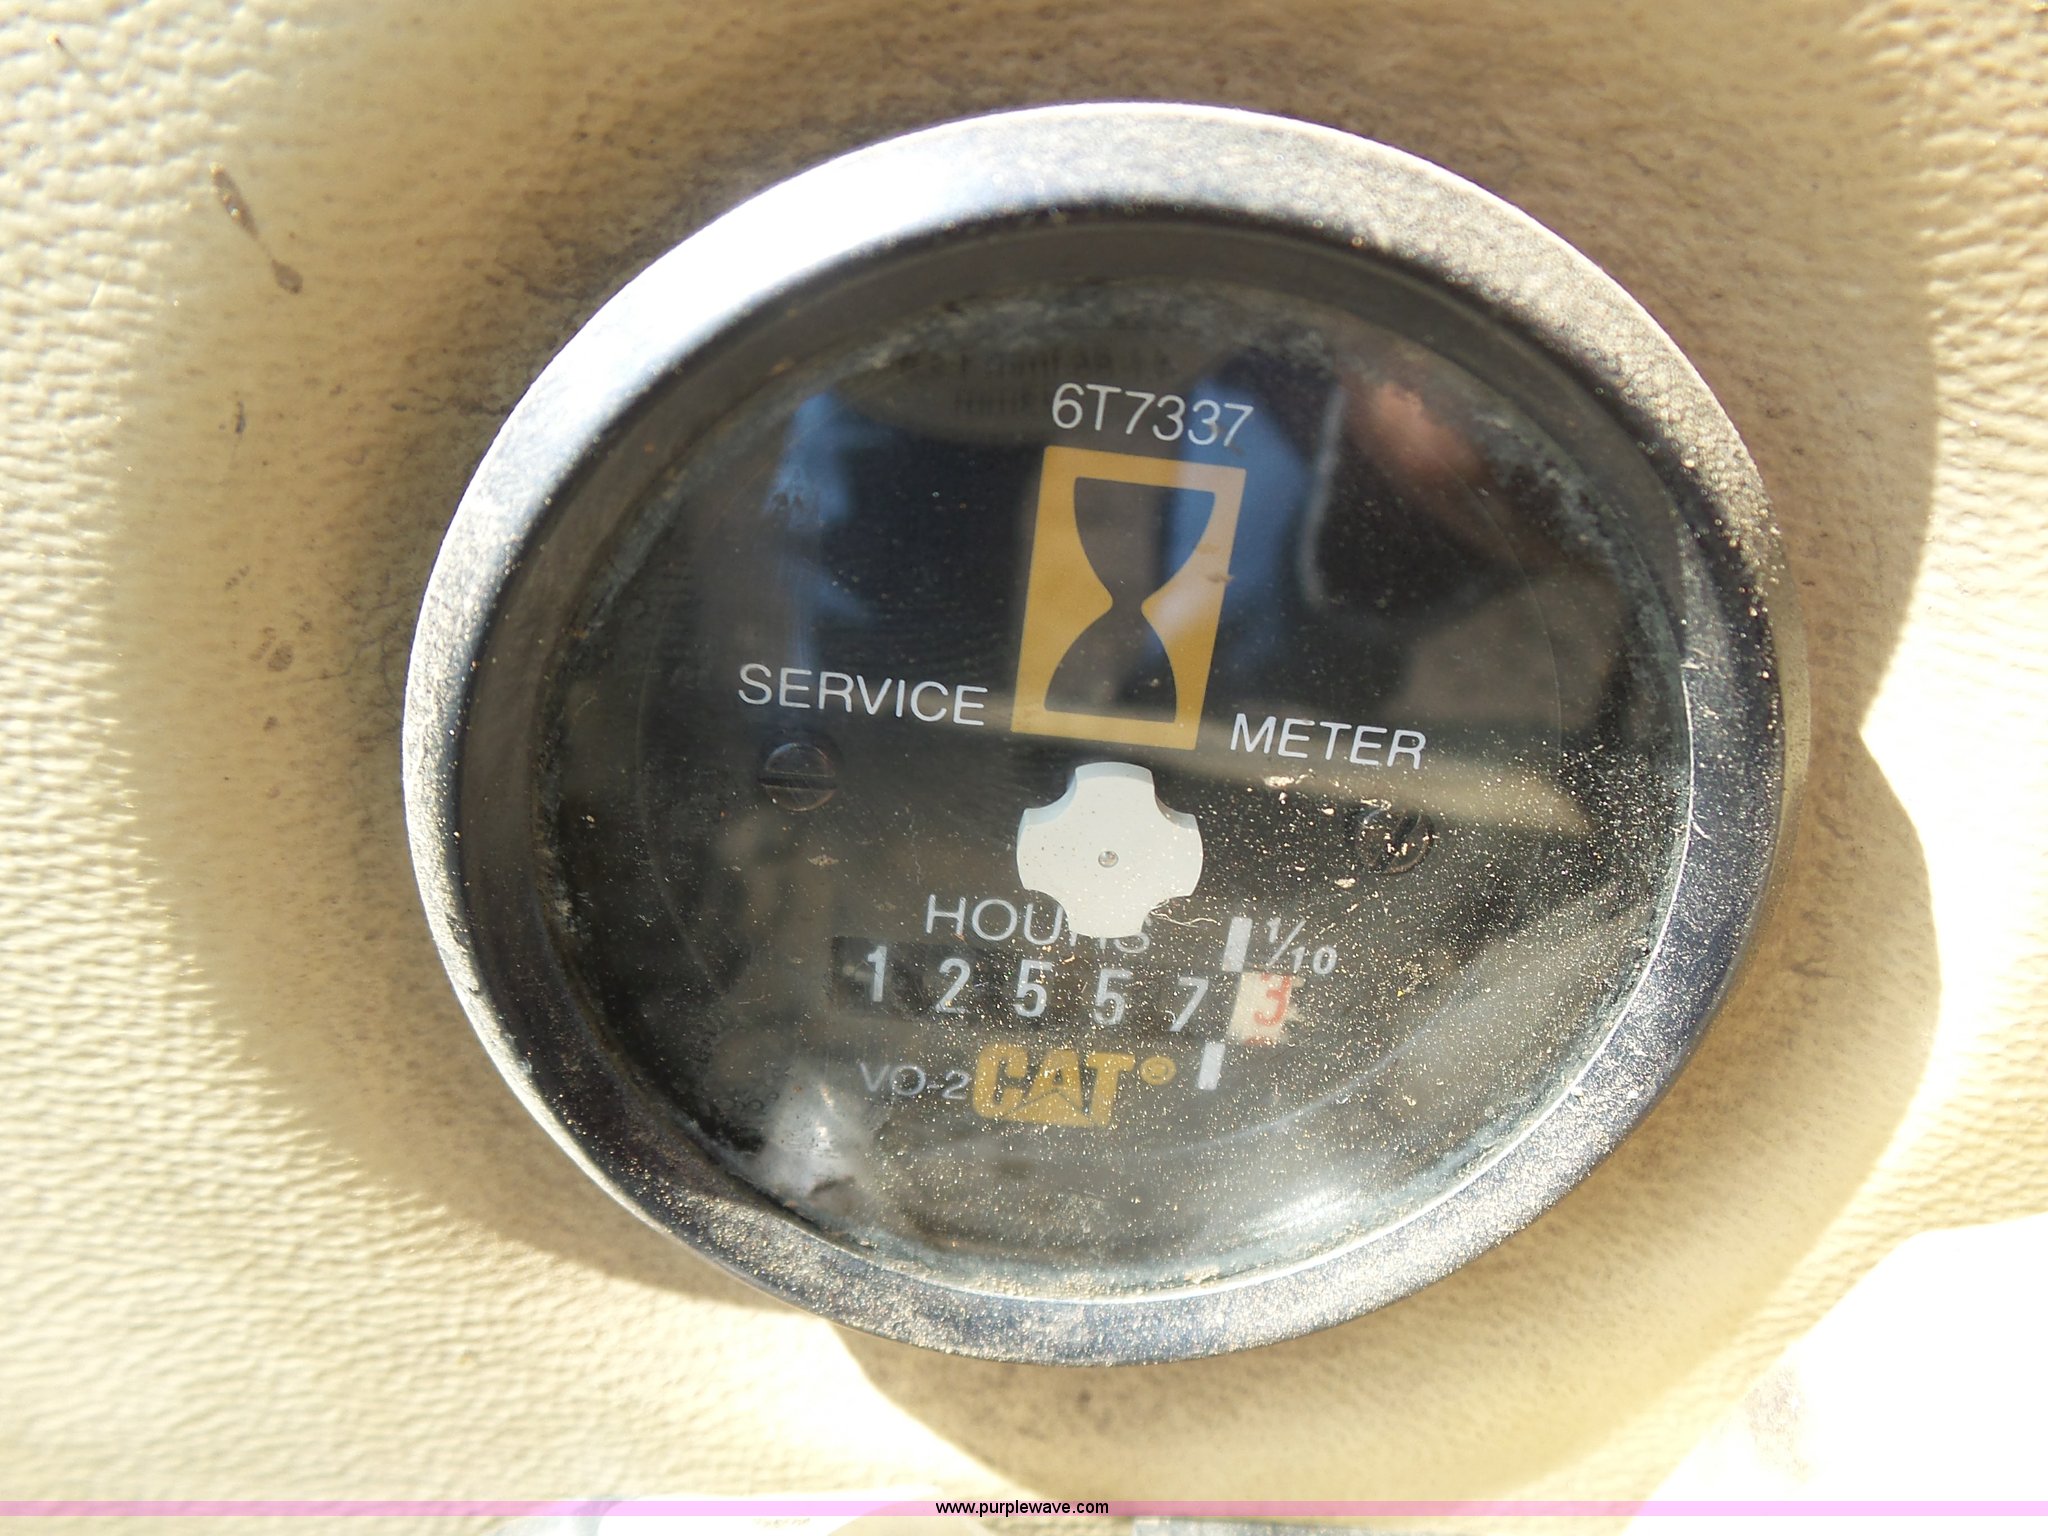 6T7337
SERVICE METER
HOURS 1/10
1 2 5 5 7 3
VO-2 CAT®
www.purplewave.com